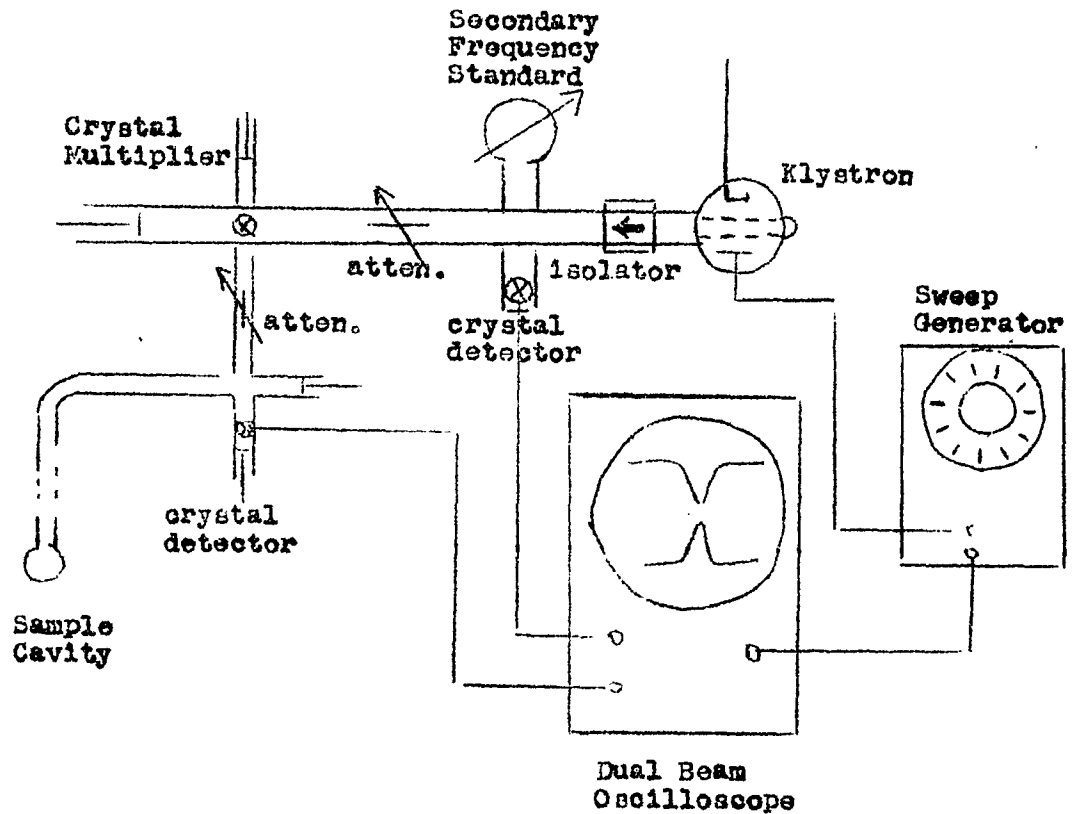 Secondary
Frequency
Standard
Crystal
Multiplier
Klystron
atten.
isolator
atten.
crystal
detector
Sweep
Generator
crystal
detector
Sample
Cavity
Dual Beam
Oscilloscope